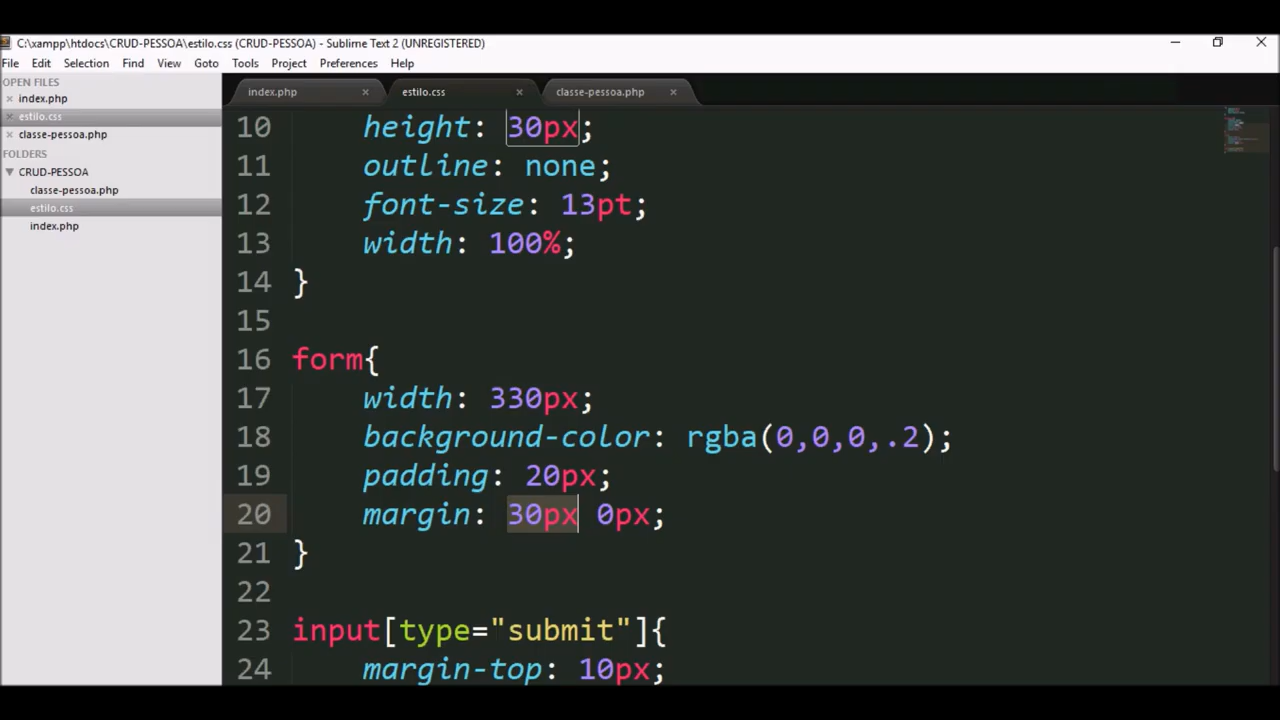 C:\xampp\htdocs\CRUD-PESSOA\estilo.css (CRUD-PESSOA) - Sublime Text 2 (UNREGISTERED)
File Edit Selection Find View Goto Tools Project Preferences Help
OPEN FILES
index.php
estilo.css
classe-pessoa.php
FOLDERS
CRUD-PESSOA
classe-pessoa.php
estilo.css
index.php
index.php estilo.css classe-pessoa.php
10 height: 30px;
11 outline: none;
12 font-size: 13pt;
13 width: 100%;
14 }
15
16 form{
17 width: 330px;
18 background-color: rgba(0,0,0,.2);
19 padding: 20px;
20 margin: 30px 0px;
21 }
22
23 input[type="submit"]{
24 margin-top: 10px;